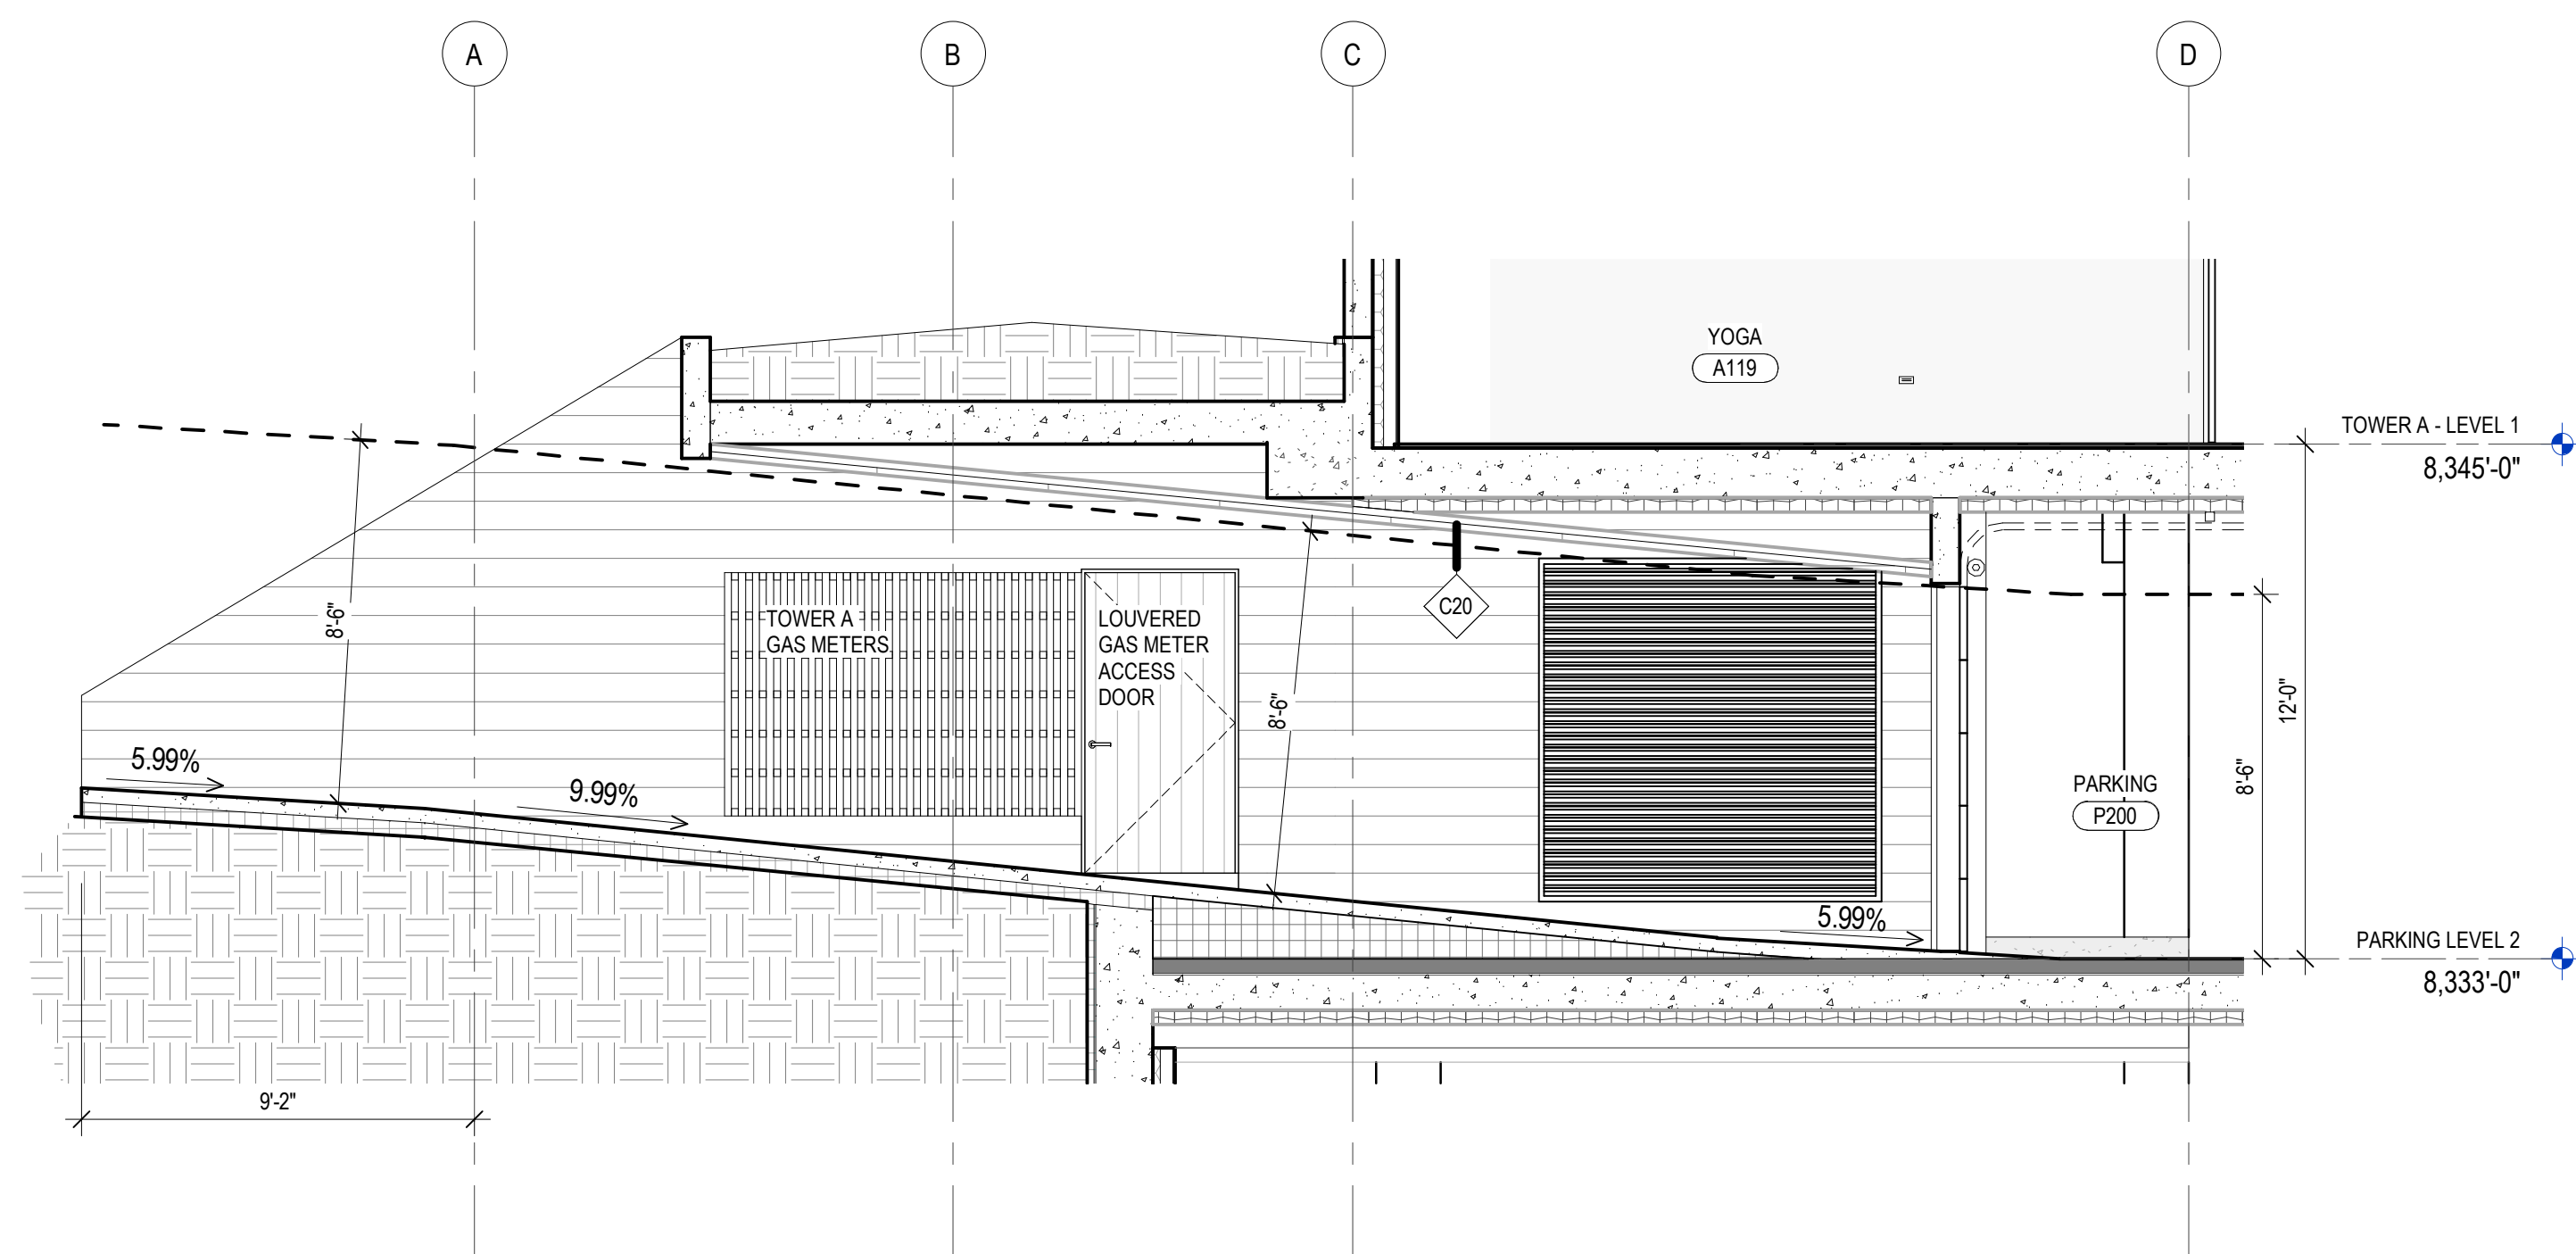 A
B
C
D
YOGA
A119
TOWER A - LEVEL 1
8,345'-0"
8'-6"
TOWER A
GAS METERS
LOUVERED
GAS METER
ACCESS
DOOR
C20
8'-6"
12'-0"
8'-6"
5.99%
9.99%
PARKING
P200
5.99%
PARKING LEVEL 2
8,333'-0"
9'-2"